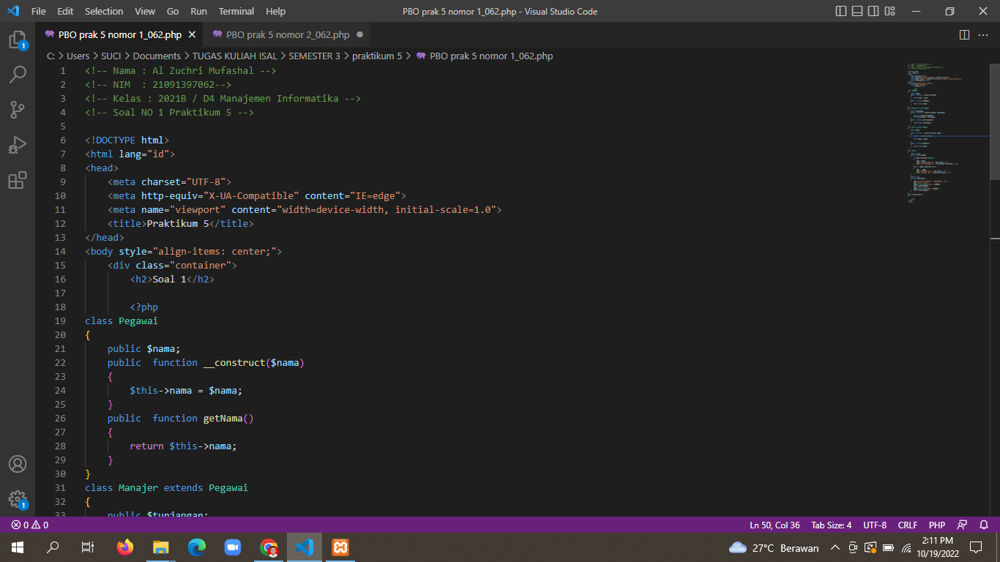 File Edit Selection View Go Run Terminal Help PBO prak 5 nomor 1_062.php - Visual Studio Code
PBO prak 5 nomor 1_062.php PBO prak 5 nomor 2_062.php
C: > Users > SUCI > Documents > TUGAS KULIAH ISAL > SEMESTER 3 > praktikum 5 > PBO prak 5 nomor 1_062.php
1 <!-- Nama : Al Zuchri Mufashal -->
2 <!-- NIM  : 21091397062-->
3 <!-- Kelas : 2021B / D4 Manajemen Informatika -->
4 <!-- Soal NO 1 Praktikum 5 -->
5
6 <!DOCTYPE html>
7 <html lang="id">
8 <head>
9     <meta charset="UTF-8">
10     <meta http-equiv="X-UA-Compatible" content="IE=edge">
11     <meta name="viewport" content="width=device-width, initial-scale=1.0">
12     <title>Praktikum 5</title>
13 </head>
14 <body style="align-items: center;">
15     <div class="container">
16         <h2>Soal 1</h2>
17
18         <?php
19 class Pegawai
20 {
21     public $nama;
22     public  function __construct($nama)
23     {
24         $this->nama = $nama;
25     }
26     public  function getNama()
27     {
28         return $this->nama;
29     }
30 }
31 class Manajer extends Pegawai
32 {
33     public $tunjangan;
1
1
0 0 Ln 50, Col 36 Tab Size: 4 UTF-8 CRLF PHP
27°C Berawan 2:11 PM
10/19/2022